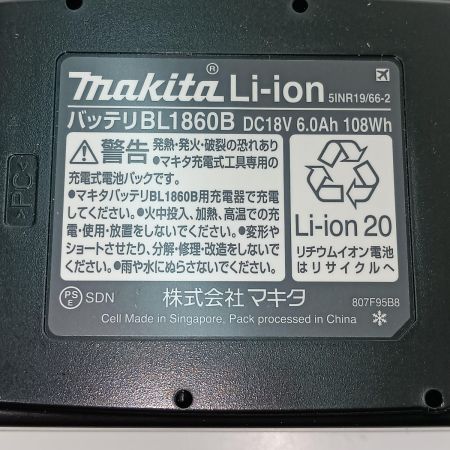 makita® Li-ion 5INR19/66-2
バッテリBL1860B DC18V 6.0Ah 108Wh
⚠警告 発熱・発火・破裂の恐れあり
●マキタ充電式工具専用の
充電式電池パックです。
●マキタバッテリBL1860B用充電器で充電
してください。●火中投入、加熱、高温での充
電・使用・放置をしないでください。●変形や
ショートさせたり、分解・修理・改造をしないで
ください。●雨や水にぬらさないでください。
Li-ion 20
リチウムイオン電池
はリサイクルへ
PSE SDN 株式会社 マキタ 807F95B8
Cell Made in Singapore, Pack processed in China
>PC<